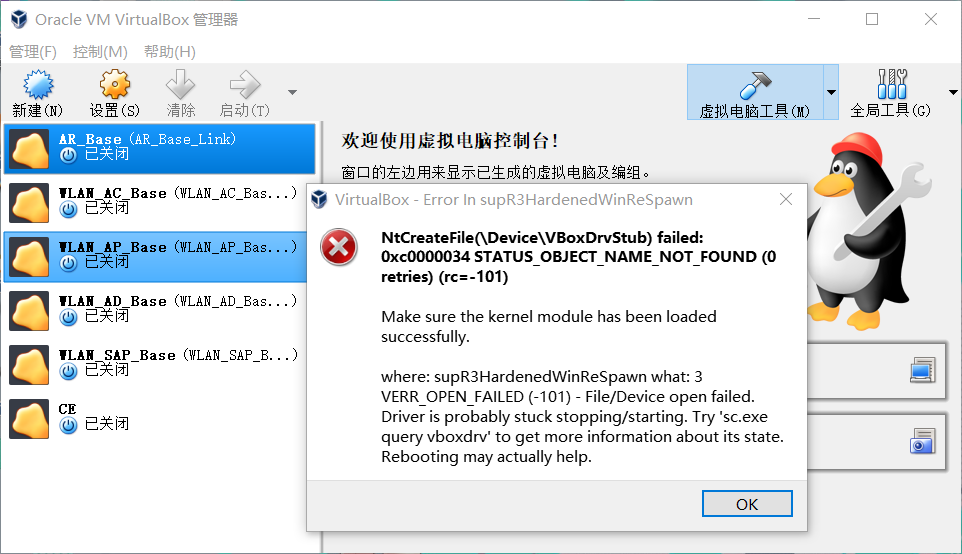 Oracle VM VirtualBox 管理器
管理(F) 控制(M) 帮助(H)
新建(N) 设置(S) 清除 启动(T) 虚拟电脑工具(M) 全局工具(G)
AR_Base (AR_Base_Link)
已关闭
WLAN_AC_Base (WLAN_AC_Bas...)
已关闭
WLAN_AP_Base (WLAN_AP_Bas...)
已关闭
WLAN_AD_Base (WLAN_AD_Bas...)
已关闭
WLAN_SAP_Base (WLAN_SAP_B...)
已关闭
CE
已关闭
欢迎使用虚拟电脑控制台!
窗口的左边用来显示已生成的虚拟电脑及编组。
VirtualBox - Error In supR3HardenedWinReSpawn
NtCreateFile(\Device\VBoxDrvStub) failed:
0xc0000034 STATUS_OBJECT_NAME_NOT_FOUND (0
retries) (rc=-101)
Make sure the kernel module has been loaded
successfully.
where: supR3HardenedWinReSpawn what: 3
VERR_OPEN_FAILED (-101) - File/Device open failed.
Driver is probably stuck stopping/starting. Try 'sc.exe
query vboxdrv' to get more information about its state.
Rebooting may actually help.
OK